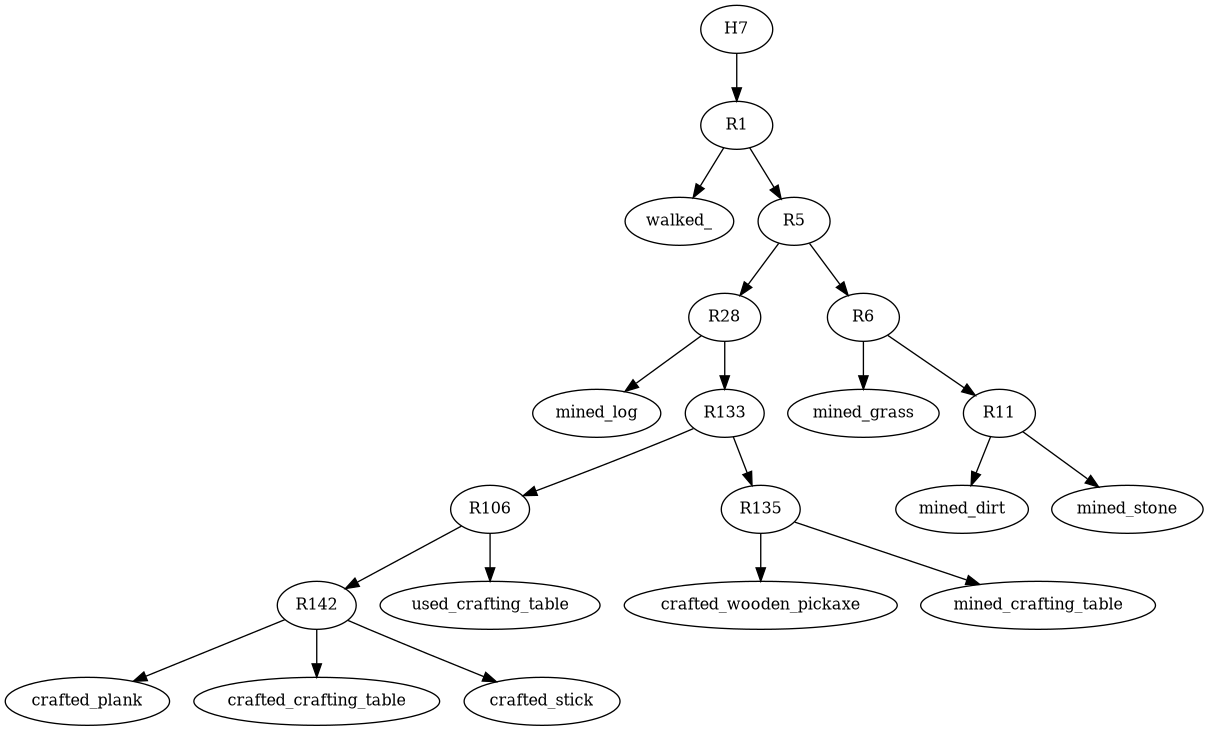 H7
R1
walked_
R5
R28
R6
mined_log
R133
mined_grass
R11
R106
R135
mined_dirt
mined_stone
R142
used_crafting_table
crafted_wooden_pickaxe
mined_crafting_table
crafted_plank
crafted_crafting_table
crafted_stick